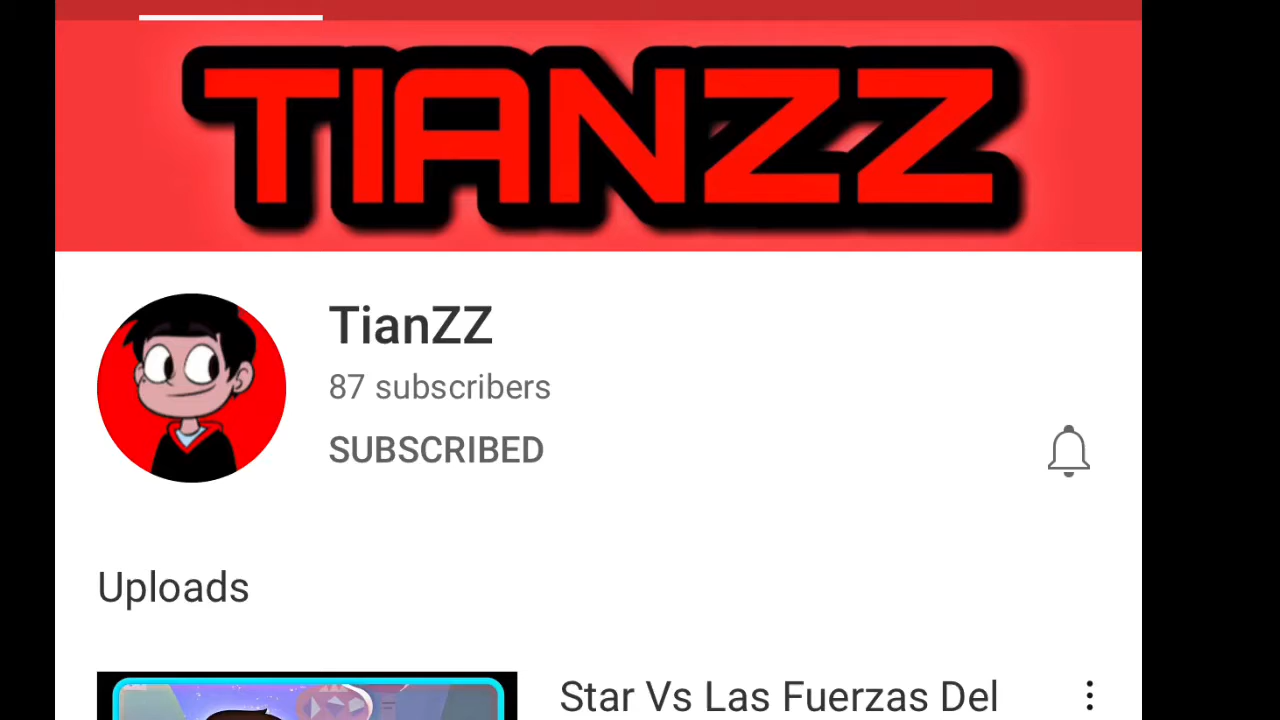 TIANZZ
TianZZ
87 subscribers
SUBSCRIBED
Uploads
Star Vs Las Fuerzas Del